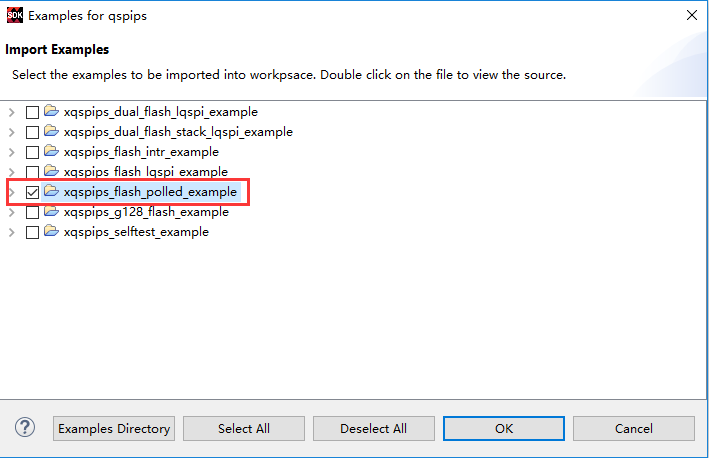 SDK Examples for qspips
Import Examples
Select the examples to be imported into workpsace. Double click on the file to view the source.
xqspips_dual_flash_lqspi_example
xqspips_dual_flash_stack_lqspi_example
xqspips_flash_intr_example
xqspips_flash_lqspi_example
xqspips_flash_polled_example
xqspips_g128_flash_example
xqspips_selftest_example
? Examples Directory Select All Deselect All OK Cancel